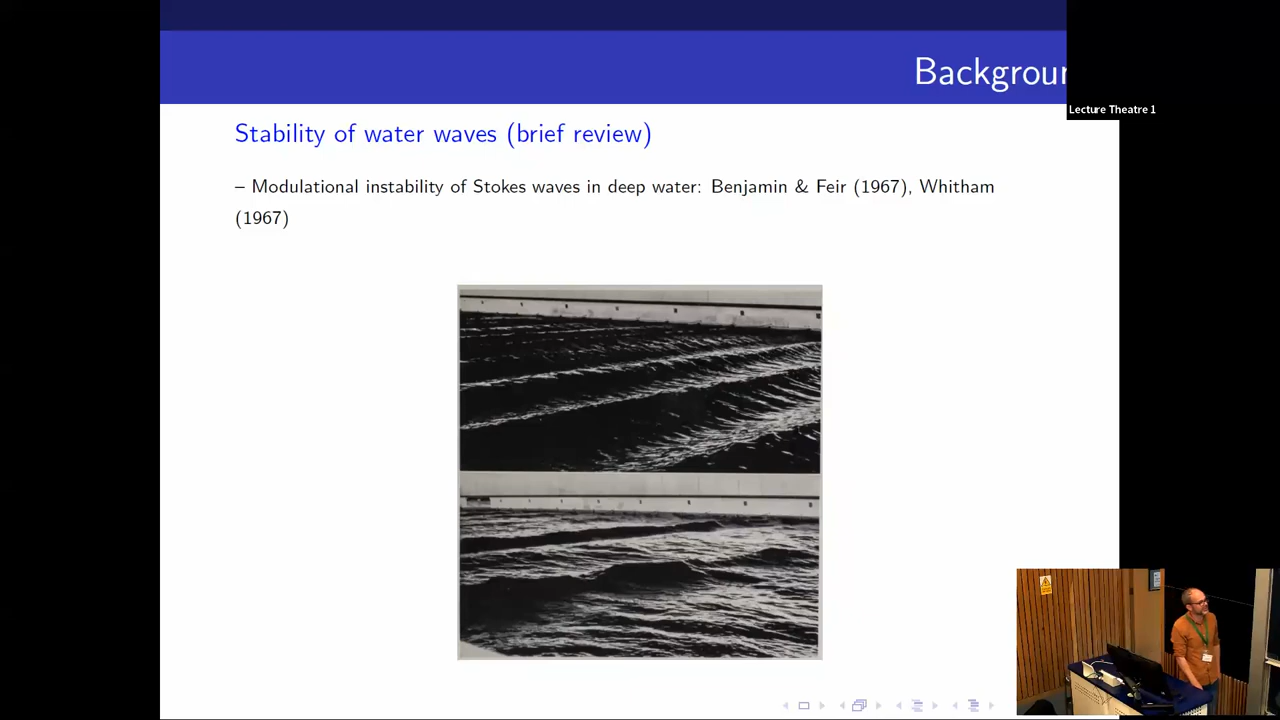 Backgrou
Lecture Theatre 1
Stability of water waves (brief review)
– Modulational instability of Stokes waves in deep water: Benjamin & Feir (1967), Whitham
(1967)